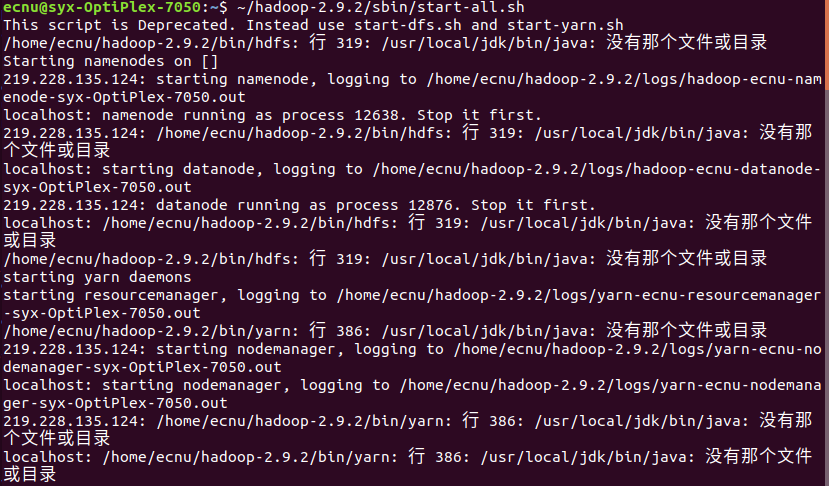 ecnu@syx-OptiPlex-7050:~$ ~/hadoop-2.9.2/sbin/start-all.sh
This script is Deprecated. Instead use start-dfs.sh and start-yarn.sh
/home/ecnu/hadoop-2.9.2/bin/hdfs: 行 319: /usr/local/jdk/bin/java: 没有那个文件或目录
Starting namenodes on []
219.228.135.124: starting namenode, logging to /home/ecnu/hadoop-2.9.2/logs/hadoop-ecnu-nam
enode-syx-OptiPlex-7050.out
localhost: namenode running as process 12638. Stop it first.
219.228.135.124: /home/ecnu/hadoop-2.9.2/bin/hdfs: 行 319: /usr/local/jdk/bin/java: 没有那
个文件或目录
localhost: starting datanode, logging to /home/ecnu/hadoop-2.9.2/logs/hadoop-ecnu-datanode-
syx-OptiPlex-7050.out
219.228.135.124: datanode running as process 12876. Stop it first.
localhost: /home/ecnu/hadoop-2.9.2/bin/hdfs: 行 319: /usr/local/jdk/bin/java: 没有那个文件
或目录
/home/ecnu/hadoop-2.9.2/bin/hdfs: 行 319: /usr/local/jdk/bin/java: 没有那个文件或目录
starting yarn daemons
starting resourcemanager, logging to /home/ecnu/hadoop-2.9.2/logs/yarn-ecnu-resourcemanager
-syx-OptiPlex-7050.out
/home/ecnu/hadoop-2.9.2/bin/yarn: 行 386: /usr/local/jdk/bin/java: 没有那个文件或目录
219.228.135.124: starting nodemanager, logging to /home/ecnu/hadoop-2.9.2/logs/yarn-ecnu-no
demanager-syx-OptiPlex-7050.out
localhost: starting nodemanager, logging to /home/ecnu/hadoop-2.9.2/logs/yarn-ecnu-nodemana
ger-syx-OptiPlex-7050.out
219.228.135.124: /home/ecnu/hadoop-2.9.2/bin/yarn: 行 386: /usr/local/jdk/bin/java: 没有那
个文件或目录
localhost: /home/ecnu/hadoop-2.9.2/bin/yarn: 行 386: /usr/local/jdk/bin/java: 没有那个文件
或目录